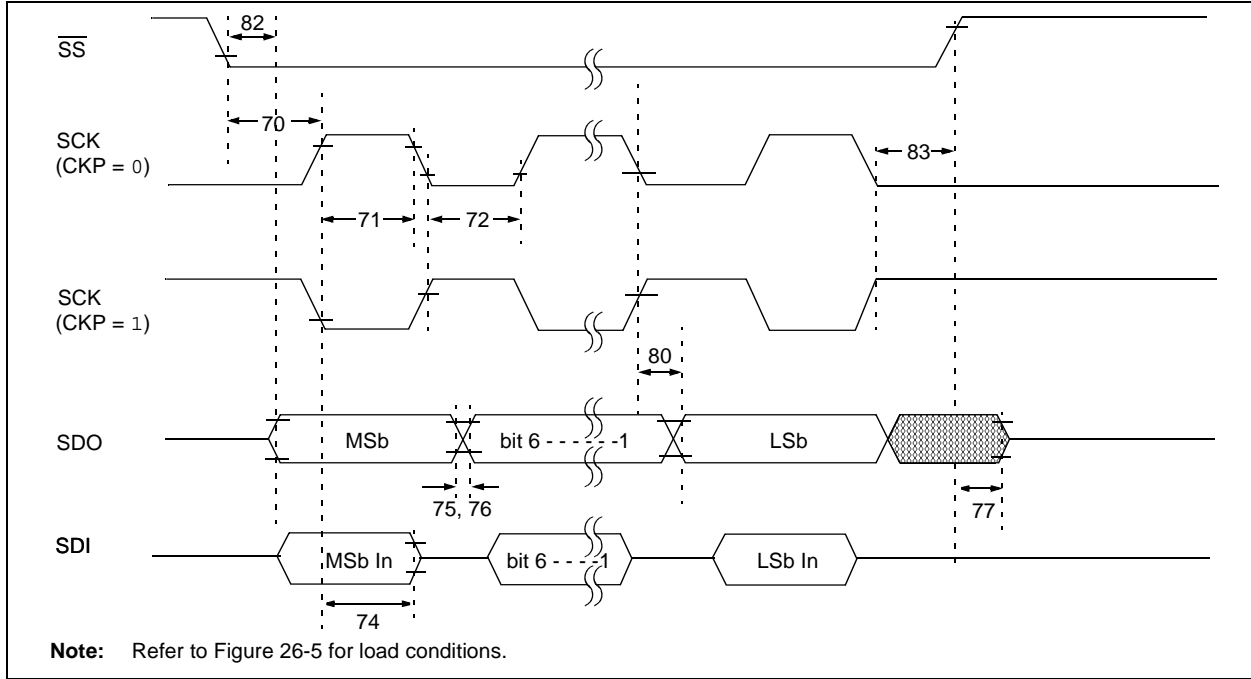 82
SS
70
SCK
(CKP = 0)
83
71
72
SCK
(CKP = 1)
80
SDO
MSb
bit 6 - - - - - -1
LSb
75, 76
77
SDI
MSb In
bit 6 - - - -1
LSb In
74
Note: Refer to Figure 26-5 for load conditions.